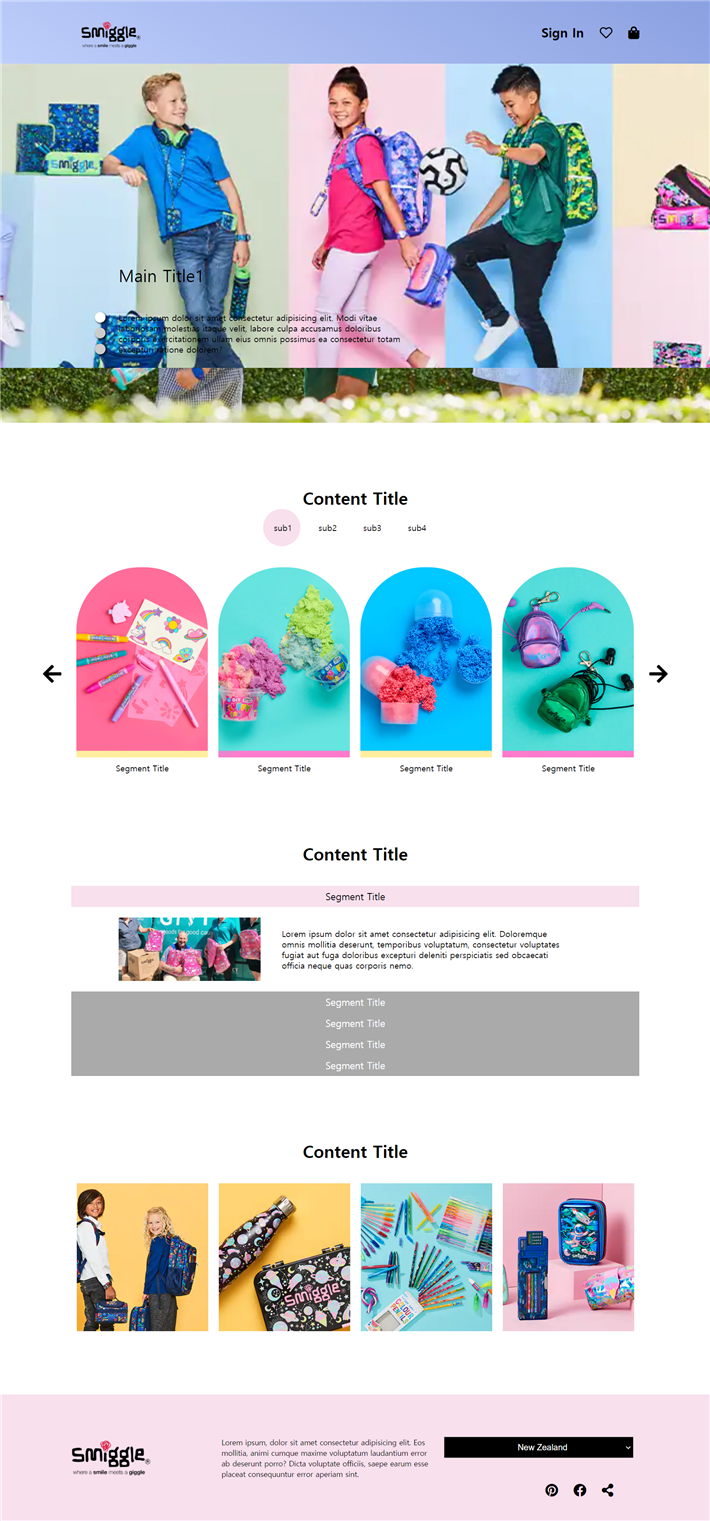 smiggle
where a smile meets a giggle
Sign In
smiggle
smiggle
Main Title1
Lorem ipsum dolor sit amet consectetur adipisicing elit. Modi vitae
laboriosam molestias itaque velit, labore culpa accusamus doloribus
corporis exercitationem ullam eius omnis possimus ea consectetur totam
excepturi ratione dolorem?
Content Title
sub1 sub2 sub3 sub4
Segment Title Segment Title Segment Title Segment Title
Content Title
Segment Title
Lorem ipsum dolor sit amet consectetur adipisicing elit. Doloremque
omnis mollitia deserunt, temporibus voluptatum, consectetur voluptates
fugiat aut fuga doloribus excepturi deleniti perspiciatis sed obcaecati
officia neque quas corporis nemo.
Segment Title
Segment Title
Segment Title
Segment Title
Content Title
smiggle
smiggle
where a smile meets a giggle
Lorem ipsum, dolor sit amet consectetur adipisicing elit. Eos
mollitia, animi cumque maxime voluptatum laudantium error
ab deserunt porro? Dicta voluptate officiis, saepe earum esse
placeat consequuntur error aperiam sint.
New Zealand